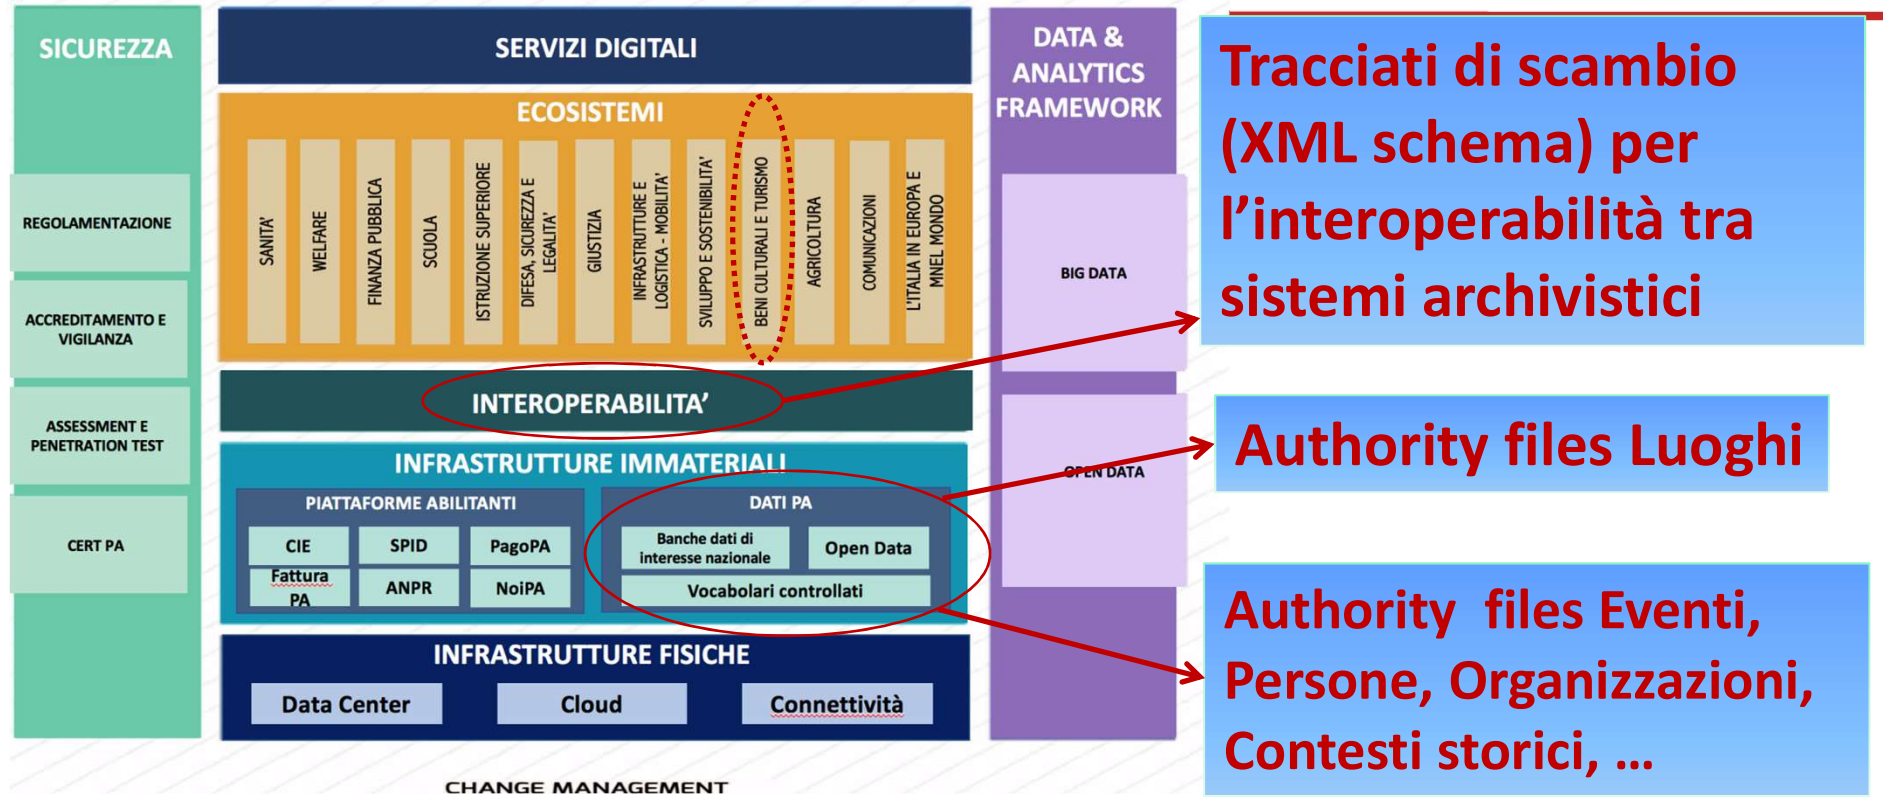 SICUREZZA
REGOLAMENTAZIONE
ACCREDITAMENTO E
VIGILANZA
ASSESSMENT E
PENETRATION TEST
CERT PA
SERVIZI DIGITALI
ECOSISTEMI
SANITA'
WELFARE
FINANZA PUBBLICA
SCUOLA
ISTRUZIONE SUPERIORE
DIFESA, SICUREZZA E
LEGALITA'
GIUSTIZIA
INFRASTRUTTURE E
LOGISTICA - MOBILITA'
SVILUPPO E SOSTENIBILITA'
BENI CULTURALI E TURISMO
AGRICOLTURA
COMUNICAZIONI
L'ITALIA IN EUROPA E
MNEL MONDO
INTEROPERABILITA’
INFRASTRUTTURE IMMATERIALI
PIATTAFORME ABILITANTI
CIE
SPID
PagoPA
Fattura
PA
ANPR
NoiPA
DATI PA
Banche dati di
interesse nazionale
Open Data
Vocabolari controllati
INFRASTRUTTURE FISICHE
Data Center
Cloud
Connettività
CHANGE MANAGEMENT
DATA &
ANALYTICS
FRAMEWORK
BIG DATA
OPEN DATA
Tracciati di scambio
(XML schema) per
l’interoperabilità tra
sistemi archivistici
Authority files Luoghi
Authority files Eventi,
Persone, Organizzazioni,
Contesti storici, …